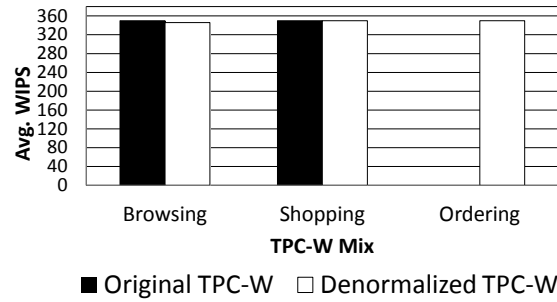 360
320
280
240
200
160
120
80
40
0
Avg. WIPS
Browsing Shopping Ordering
TPC-W Mix
Original TPC-W Denormalized TPC-W